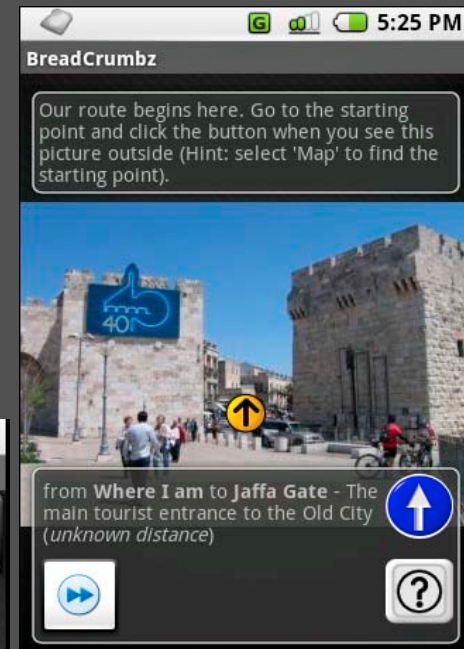 G 5:25 PM
BreadCrumbz
Our route begins here. Go to the starting
point and click the button when you see this
picture outside (Hint: select 'Map' to find the
starting point).
40
from Where I am to Jaffa Gate - The
main tourist entrance to the Old City
(unknown distance)
?